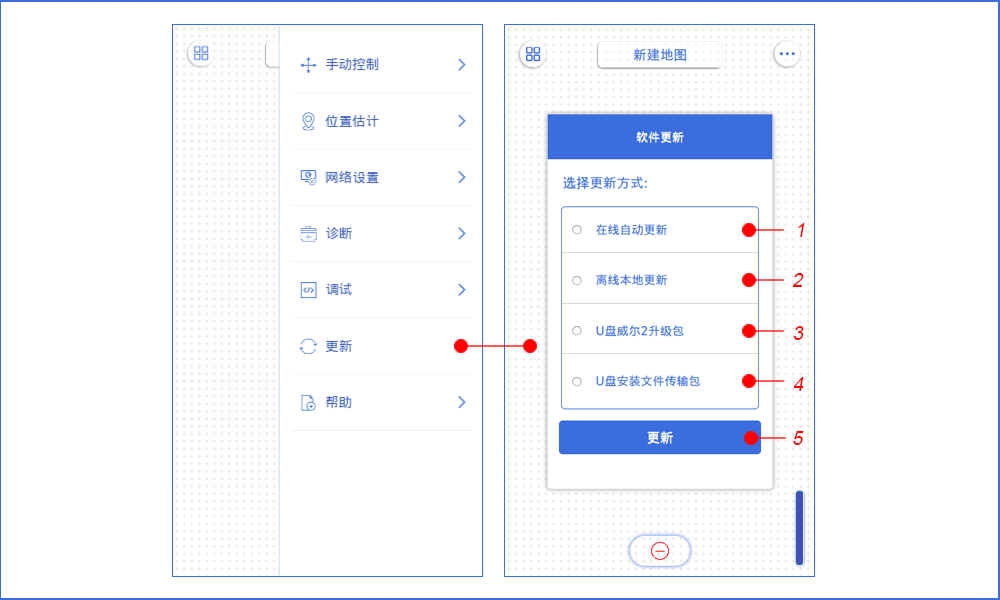 手动控制
位置估计
网络设置
诊断
调试
更新
帮助
新建地图
软件更新
选择更新方式:
在线自动更新
1
离线本地更新
2
U盘威尔2升级包
3
U盘安装文件传输包
4
更新
5